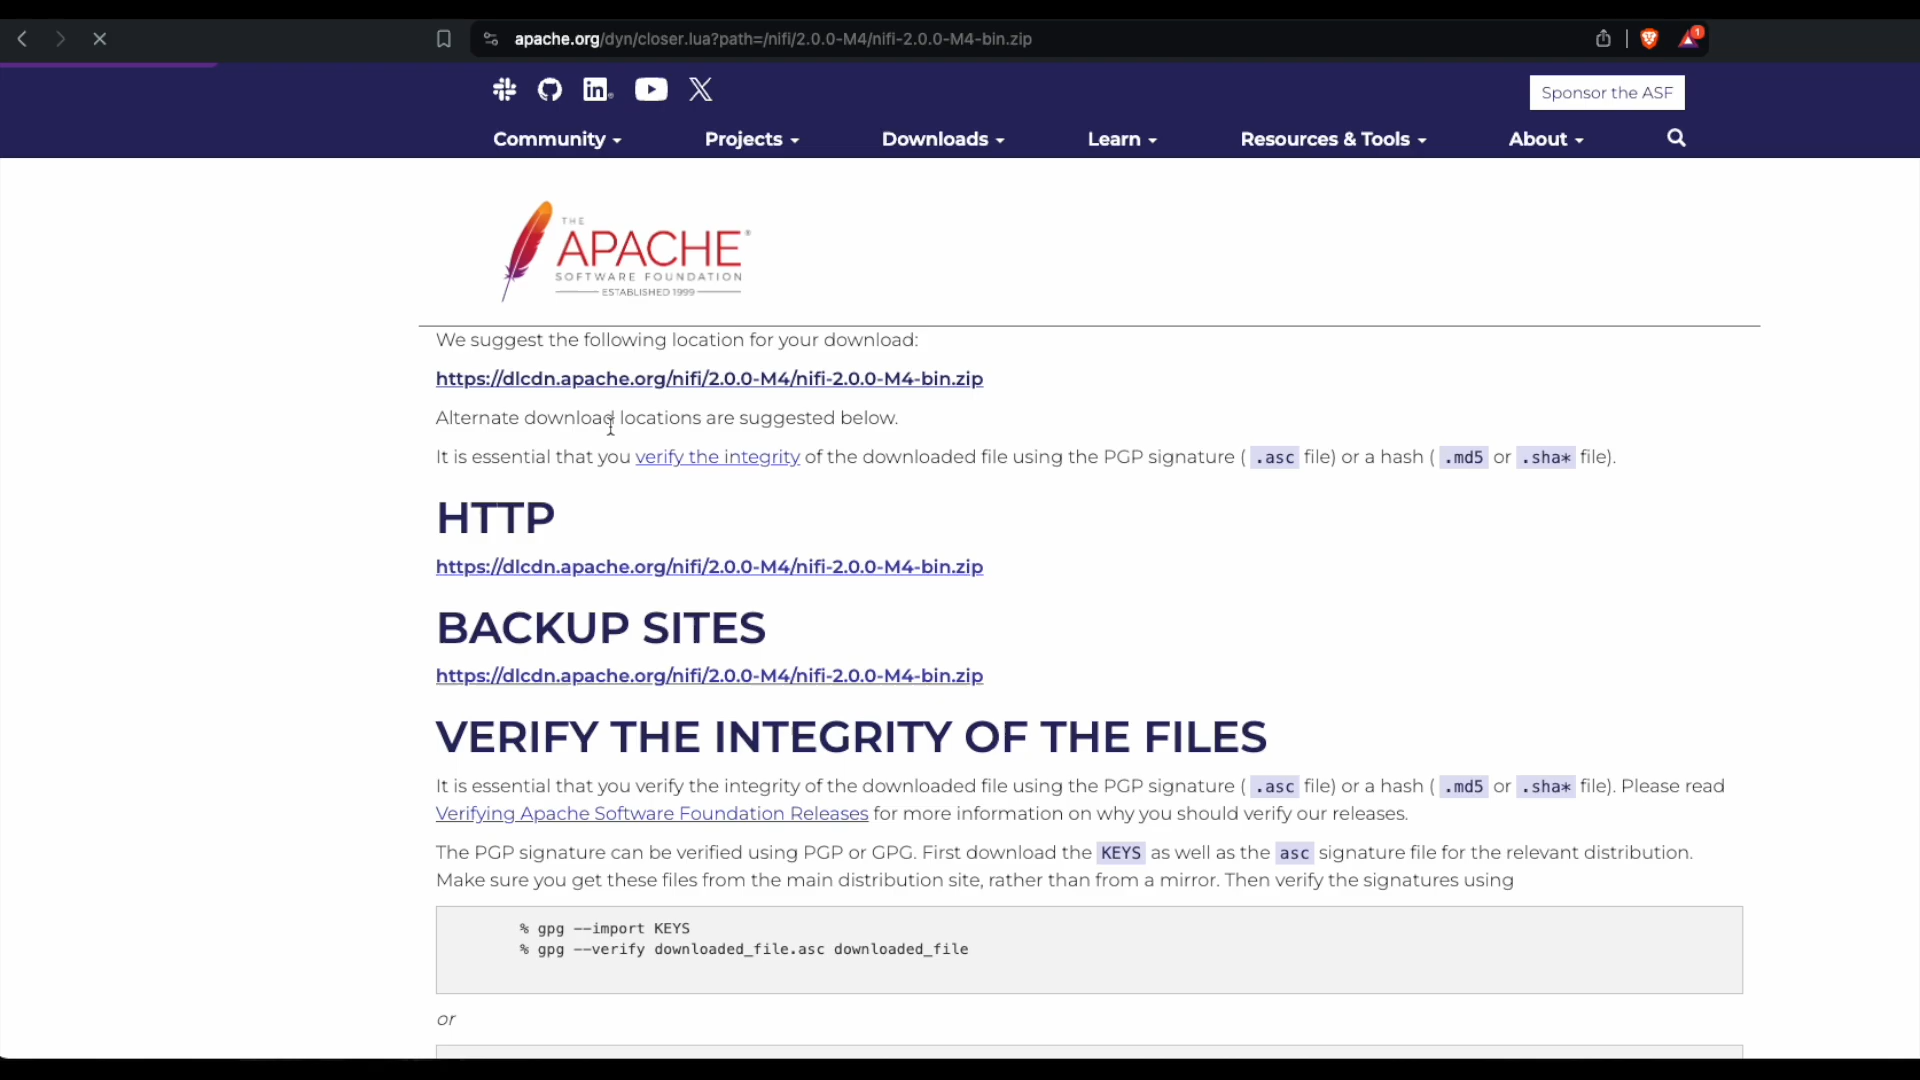 apache.org/dyn/closer.lua?path=/nifi/2.0.0-M4/nifi-2.0.0-M4-bin.zip
1
in
Sponsor the ASF
Community Projects Downloads Learn Resources & Tools About
THE
APACHE®
SOFTWARE FOUNDATION
ESTABLISHED 1999
We suggest the following location for your download:
https://dlcdn.apache.org/nifi/2.0.0-M4/nifi-2.0.0-M4-bin.zip
Alternate download locations are suggested below.
It is essential that you verify the integrity of the downloaded file using the PGP signature ( .asc file) or a hash ( .md5 or .sha* file).
HTTP
https://dlcdn.apache.org/nifi/2.0.0-M4/nifi-2.0.0-M4-bin.zip
BACKUP SITES
https://dlcdn.apache.org/nifi/2.0.0-M4/nifi-2.0.0-M4-bin.zip
VERIFY THE INTEGRITY OF THE FILES
It is essential that you verify the integrity of the downloaded file using the PGP signature ( .asc file) or a hash ( .md5 or .sha* file). Please read
Verifying Apache Software Foundation Releases for more information on why you should verify our releases.
The PGP signature can be verified using PGP or GPG. First download the KEYS as well as the asc signature file for the relevant distribution.
Make sure you get these files from the main distribution site, rather than from a mirror. Then verify the signatures using
% gpg --import KEYS
% gpg --verify downloaded_file.asc downloaded_file
or